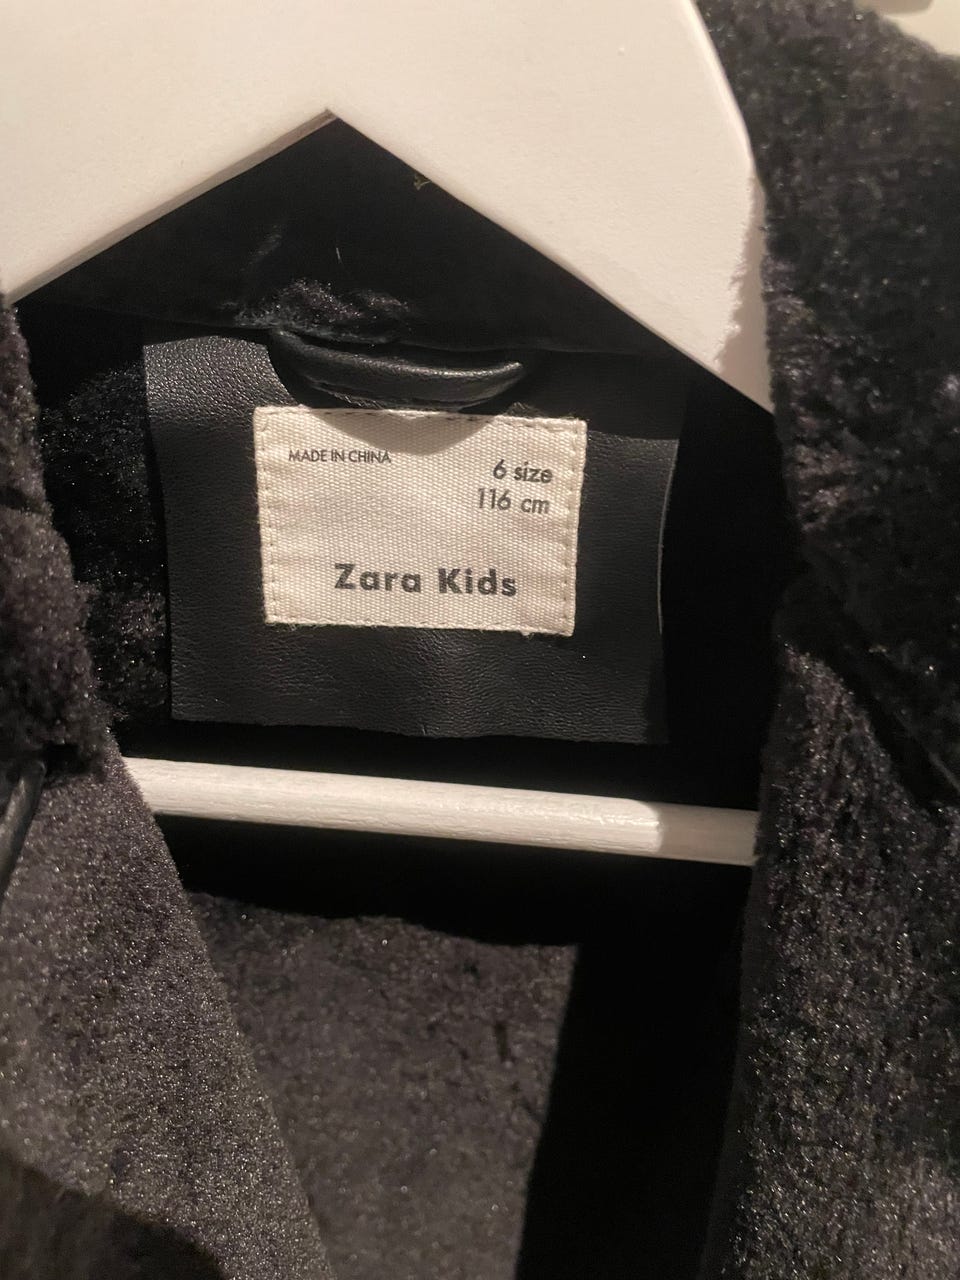 MADE IN CHINA
6 size
116 cm
Zara Kids